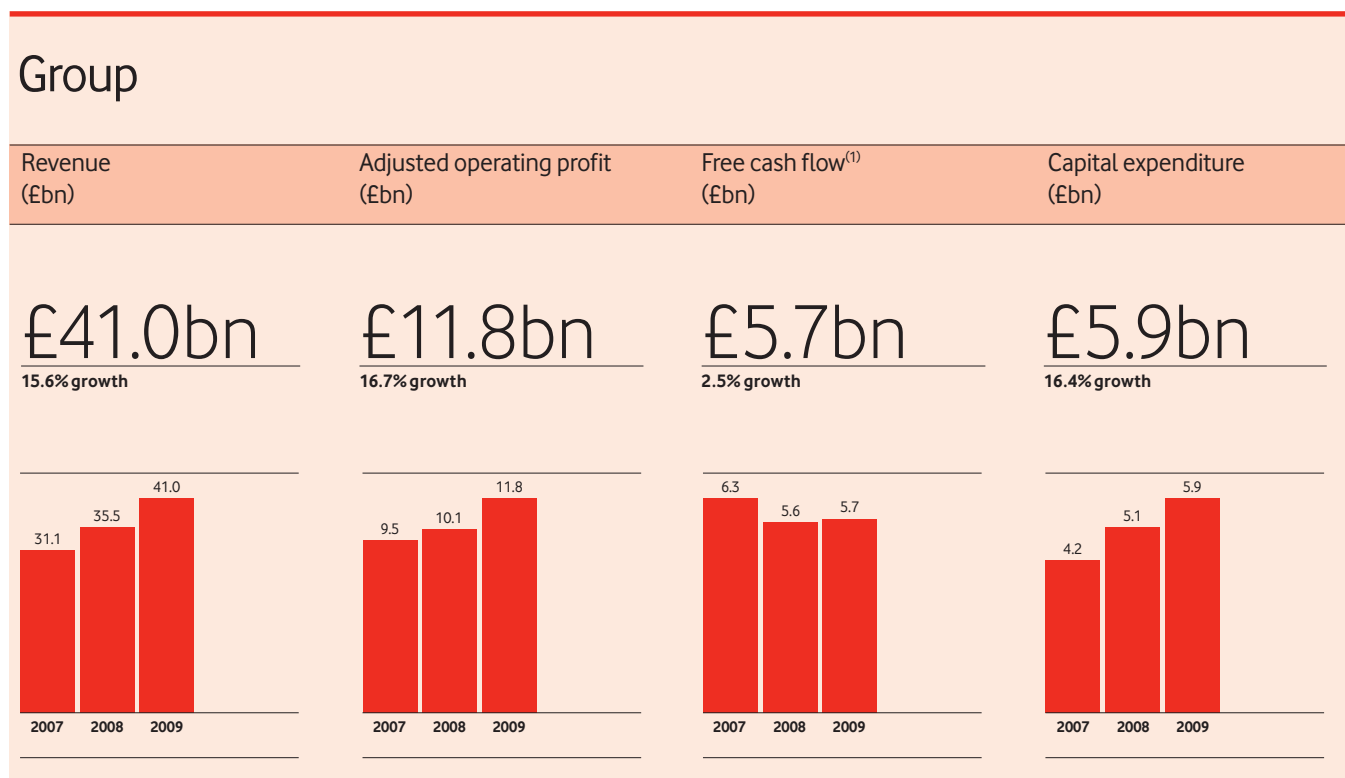 Group
Revenue
(£bn)
Adjusted operating profit
(£bn)
Free cash flow(1)
(£bn)
Capital expenditure
(£bn)
£41.0bn
15.6% growth
£11.8bn
16.7% growth
£5.7bn
2.5% growth
£5.9bn
16.4% growth
31.1
35.5
41.0
2007 2008 2009
9.5
10.1
11.8
2007 2008 2009
6.3
5.6
5.7
2007 2008 2009
4.2
5.1
5.9
2007 2008 2009